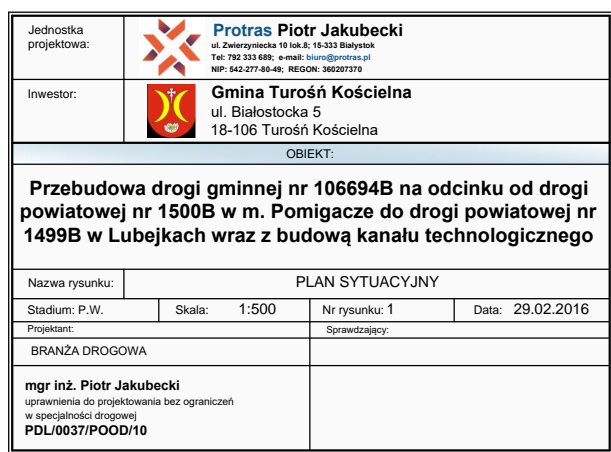 Jednostka
projektowa:
Protras Piotr Jakubecki
ul. Zwierzyniecka 10 lok.8; 15-333 Białystok
Tel: 792 333 689; e-mail: biuro@protras.pl
NIP: 542-277-80-49; REGON: 360207370
Inwestor:
Gmina Turośń Kościelna
ul. Białostocka 5
18-106 Turośń Kościelna
OBIEKT:
Przebudowa drogi gminnej nr 106694B na odcinku od drogi
powiatowej nr 1500B w m. Pomigacze do drogi powiatowej nr
1499B w Lubejkach wraz z budową kanału technologicznego
Nazwa rysunku: PLAN SYTUACYJNY
Stadium: P.W. Skala: 1:500 Nr rysunku: 1 Data: 29.02.2016
Projektant: Sprawdzający:
BRANŻA DROGOWA
mgr inż. Piotr Jakubecki
uprawnienia do projektowania bez ograniczeń
w specjalności drogowej
PDL/0037/POOD/10